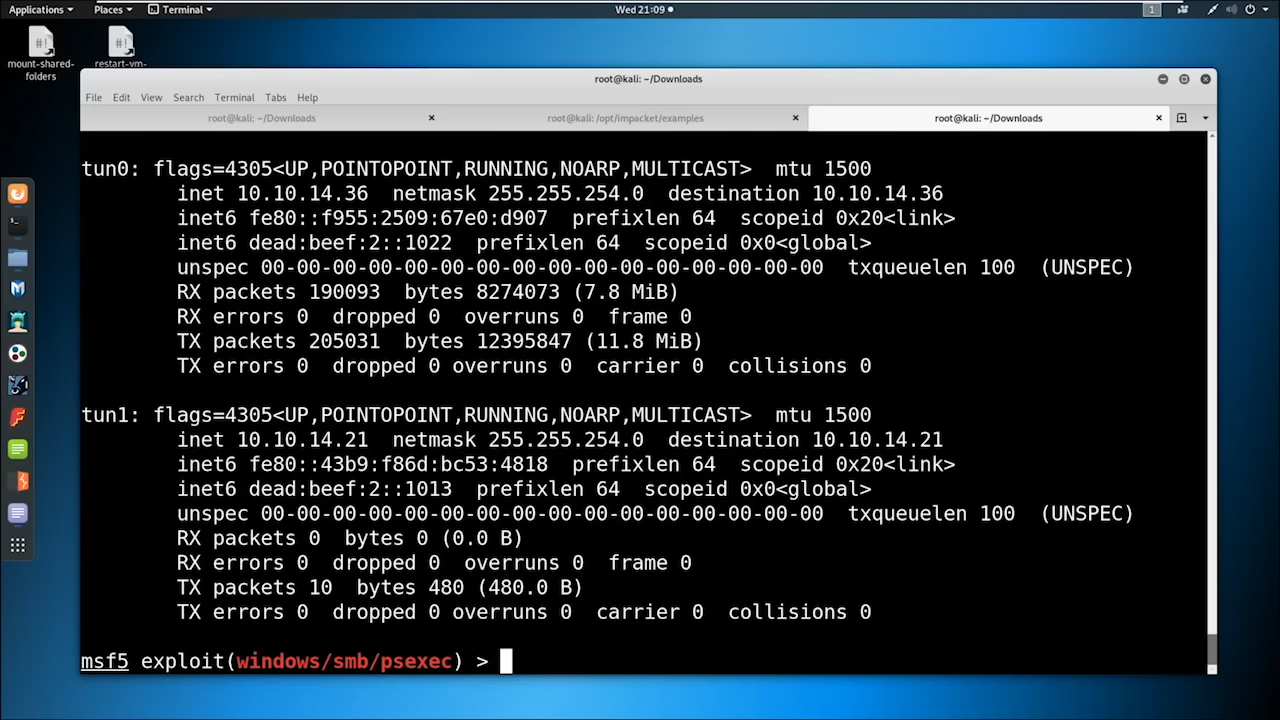 Applications Places Terminal Wed 21:09 1
mount-shared-folders
restart-vm-
root@kali: ~/Downloads
File Edit View Search Terminal Tabs Help
root@kali: ~/Downloads root@kali: /opt/impacket/examples root@kali: ~/Downloads
tun0: flags=4305<UP,POINTOPOINT,RUNNING,NOARP,MULTICAST> mtu 1500
inet 10.10.14.36 netmask 255.255.254.0 destination 10.10.14.36
inet6 fe80::f955:2509:67e0:d907 prefixlen 64 scopeid 0x20<link>
inet6 dead:beef:2::1022 prefixlen 64 scopeid 0x0<global>
unspec 00-00-00-00-00-00-00-00-00-00-00-00-00-00-00-00 txqueuelen 100 (UNSPEC)
RX packets 190093 bytes 8274073 (7.8 MiB)
RX errors 0 dropped 0 overruns 0 frame 0
TX packets 205031 bytes 12395847 (11.8 MiB)
TX errors 0 dropped 0 overruns 0 carrier 0 collisions 0
tun1: flags=4305<UP,POINTOPOINT,RUNNING,NOARP,MULTICAST> mtu 1500
inet 10.10.14.21 netmask 255.255.254.0 destination 10.10.14.21
inet6 fe80::43b9:f86d:bc53:4818 prefixlen 64 scopeid 0x20<link>
inet6 dead:beef:2::1013 prefixlen 64 scopeid 0x0<global>
unspec 00-00-00-00-00-00-00-00-00-00-00-00-00-00-00-00 txqueuelen 100 (UNSPEC)
RX packets 0 bytes 0 (0.0 B)
RX errors 0 dropped 0 overruns 0 frame 0
TX packets 10 bytes 480 (480.0 B)
TX errors 0 dropped 0 overruns 0 carrier 0 collisions 0
msf5 exploit(windows/smb/psexec) >